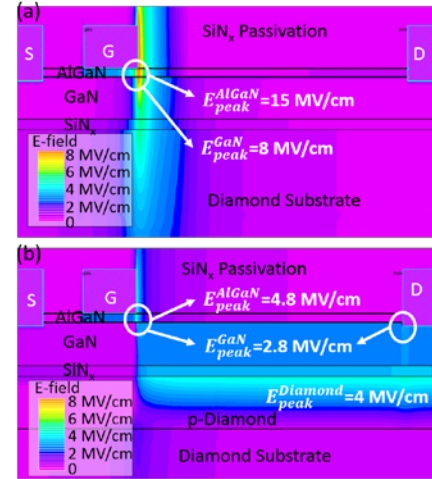 (a)
SiNx Passivation
S
G
D
AlGaN
GaN
E_peak^AlGaN=15 MV/cm
SiNx
E_peak^GaN=8 MV/cm
E-field
8 MV/cm
6 MV/cm
4 MV/cm
2 MV/cm
0
Diamond Substrate
(b)
SiNx Passivation
S
G
D
AlGaN
E_peak^AlGaN=4.8 MV/cm
GaN
E_peak^GaN=2.8 MV/cm
SiNx
E-field
8 MV/cm
6 MV/cm
4 MV/cm
2 MV/cm
0
E_peak^Diamond=4 MV/cm
p-Diamond
Diamond Substrate